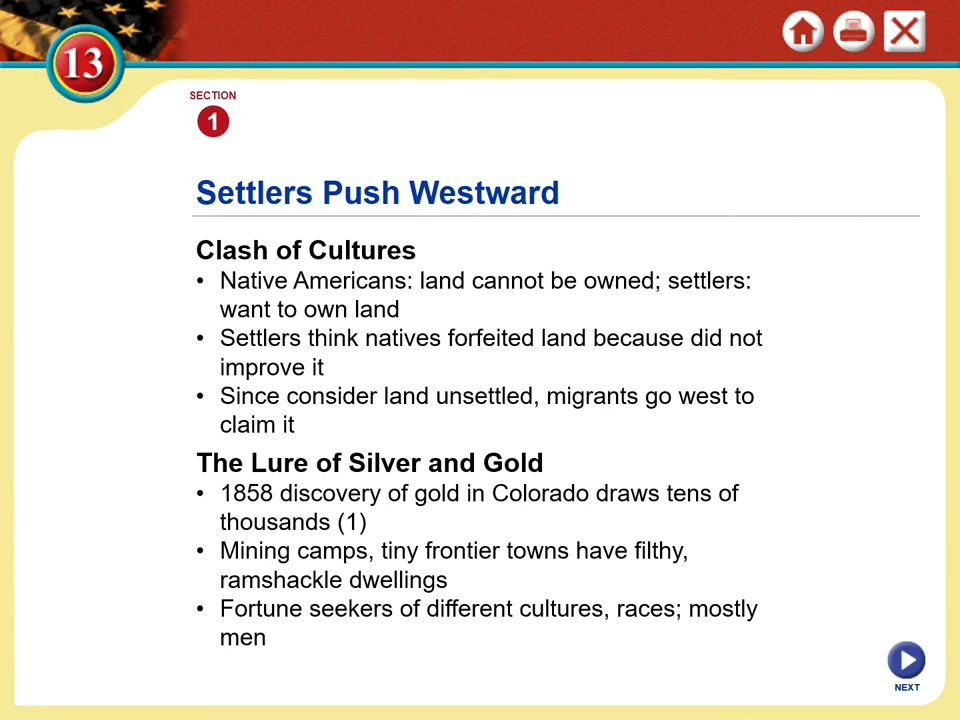 13
SECTION
1
Settlers Push Westward
Clash of Cultures
• Native Americans: land cannot be owned; settlers:
want to own land
• Settlers think natives forfeited land because did not
improve it
• Since consider land unsettled, migrants go west to
claim it
The Lure of Silver and Gold
• 1858 discovery of gold in Colorado draws tens of
thousands (1)
• Mining camps, tiny frontier towns have filthy,
ramshackle dwellings
• Fortune seekers of different cultures, races; mostly
men
NEXT